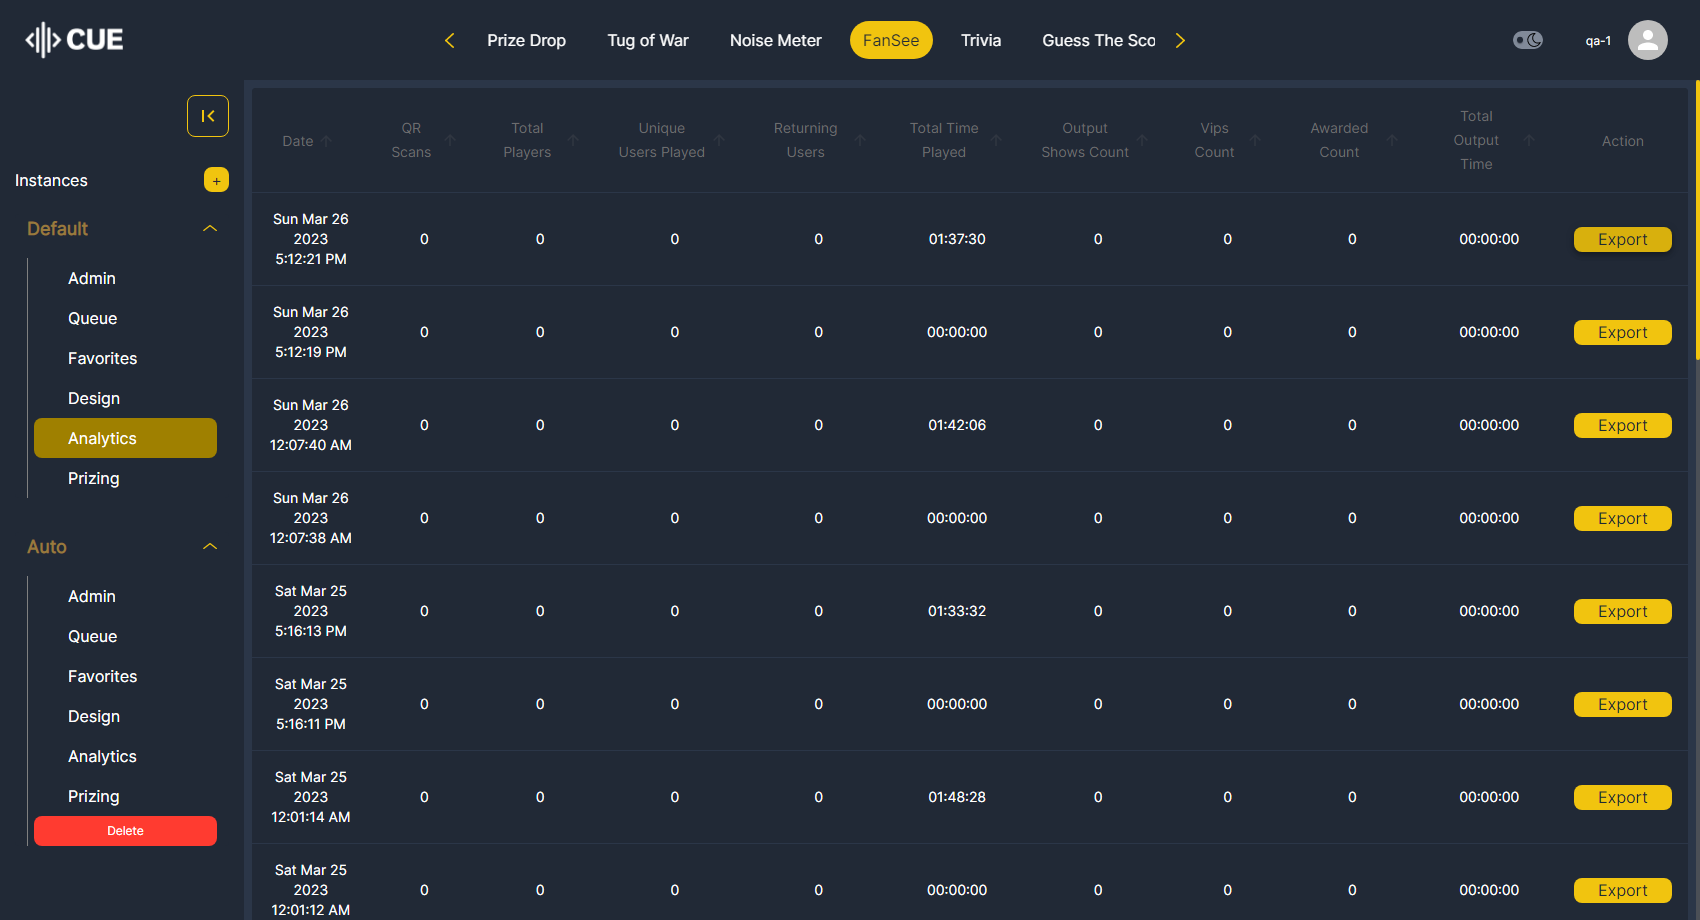 CUE
Prize Drop
Tug of War
Noise Meter
FanSee
Trivia
Guess The Sco
qa-1
Instances
+
Default
Admin
Queue
Favorites
Design
Analytics
Prizing
Auto
Admin
Queue
Favorites
Design
Analytics
Prizing
Delete
Date
QR
Scans
Total
Players
Unique
Users Played
Returning
Users
Total Time
Played
Output
Shows Count
Vips
Count
Awarded
Count
Total
Output
Time
Action
Sun Mar 26
2023
5:12:21 PM
0
0
0
0
01:37:30
0
0
0
00:00:00
Export
Sun Mar 26
2023
5:12:19 PM
0
0
0
0
00:00:00
0
0
0
00:00:00
Export
Sun Mar 26
2023
12:07:40 AM
0
0
0
0
01:42:06
0
0
0
00:00:00
Export
Sun Mar 26
2023
12:07:38 AM
0
0
0
0
00:00:00
0
0
0
00:00:00
Export
Sat Mar 25
2023
5:16:13 PM
0
0
0
0
01:33:32
0
0
0
00:00:00
Export
Sat Mar 25
2023
5:16:11 PM
0
0
0
0
00:00:00
0
0
0
00:00:00
Export
Sat Mar 25
2023
12:01:14 AM
0
0
0
0
01:48:28
0
0
0
00:00:00
Export
Sat Mar 25
2023
12:01:12 AM
0
0
0
0
00:00:00
0
0
0
00:00:00
Export